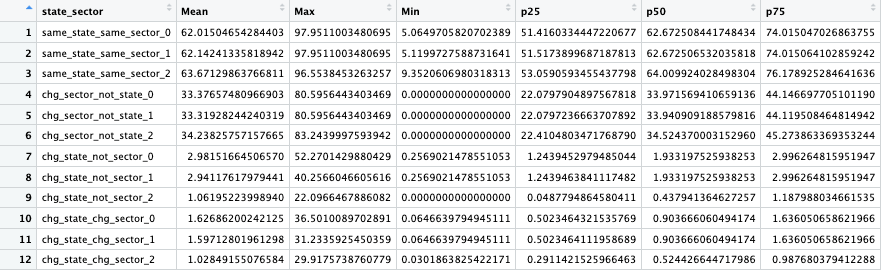 state_sector Mean Max Min p25 p50 p75
1 same_state_same_sector_0 62.01504654284403 97.9511003480695 5.0649705820702389 51.4160334447220677 62.672508441748434 74.015047026863755
2 same_state_same_sector_1 62.14241335818942 97.9511003480695 5.1199727588731641 51.5173899687187813 62.672506532035818 74.015064102859242
3 same_state_same_sector_2 63.67129863766811 96.5538453263257 9.3520606980318313 53.0590593455437798 64.009924028498304 76.178925284641636
4 chg_sector_not_state_0 33.37657480966903 80.5956443403469 0.0000000000000000 22.0797904897567818 33.971569410659136 44.146697705101190
5 chg_sector_not_state_1 33.31928244240319 80.5956443403469 0.0000000000000000 22.0797236663707892 33.940909188579816 44.119508464814942
6 chg_sector_not_state_2 34.23825757157665 83.2439997593942 0.0000000000000000 22.4104803471768790 34.524370003152960 45.273863369353244
7 chg_state_not_sector_0 2.98151664506570 52.2701429880429 0.2569021478551053 1.2439452979485044 1.933197525938253 2.996264815951947
8 chg_state_not_sector_1 2.94117617979441 40.2566046605616 0.2569021478551053 1.2439463841117482 1.933197525938253 2.996264815951947
9 chg_state_not_sector_2 1.06195223998940 22.0966467886082 0.0000000000000000 0.0487794864580411 0.437941364627257 1.187988034661535
10 chg_state_chg_sector_0 1.62686200242125 36.5010089702891 0.0646639794945111 0.5023464321535769 0.903666060494174 1.636050658621966
11 chg_state_chg_sector_1 1.59712801961298 31.2335925450359 0.0646639794945111 0.5023464111958689 0.903666060494174 1.636050658621966
12 chg_state_chg_sector_2 1.02849155076584 29.9175738760779 0.0301863825422171 0.2911421525966463 0.524426644717986 0.987680379412288